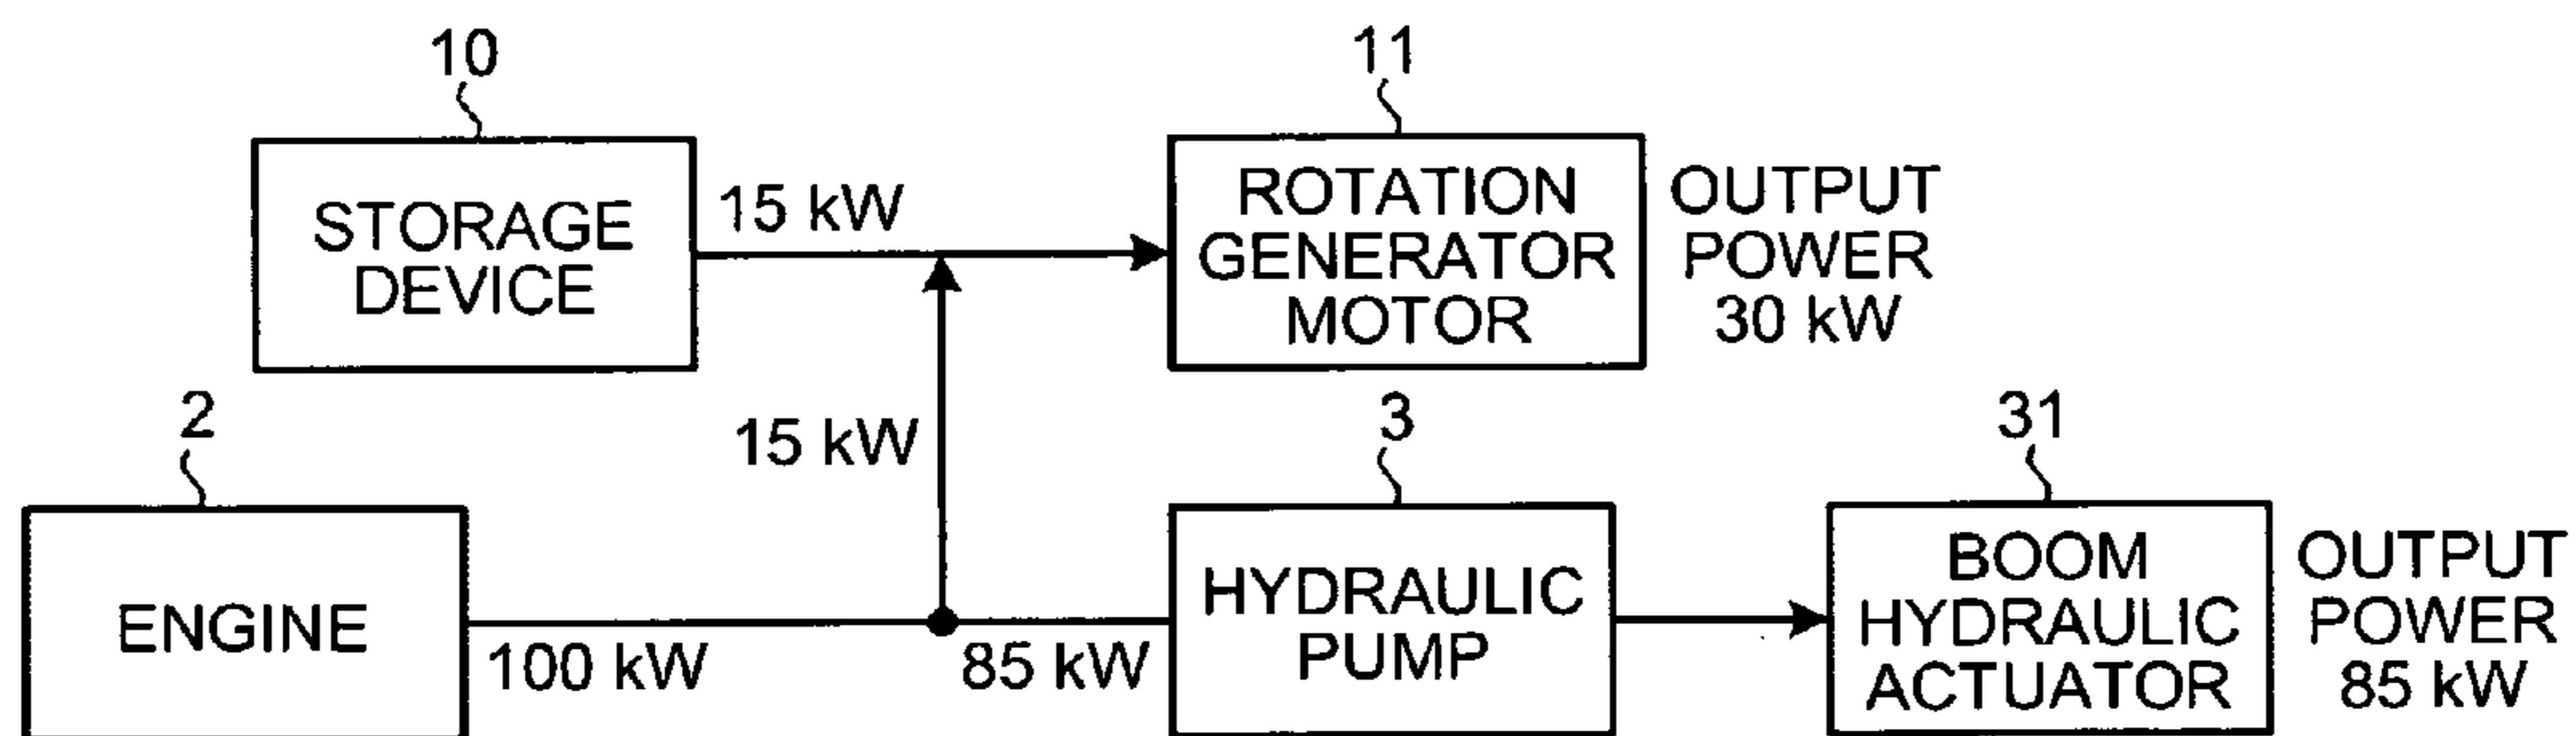 10
11
STORAGE
DEVICE
15 kW
ROTATION
GENERATOR
MOTOR
OUTPUT
POWER
30 kW
15 kW
2
3
31
ENGINE
100 kW
85 kW
HYDRAULIC
PUMP
BOOM
HYDRAULIC
ACTUATOR
OUTPUT
POWER
85 kW